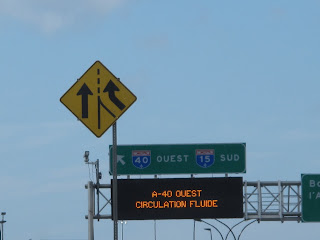 40 OUEST 15 SUD
A-40 OUEST
CIRCULATION FLUIDE